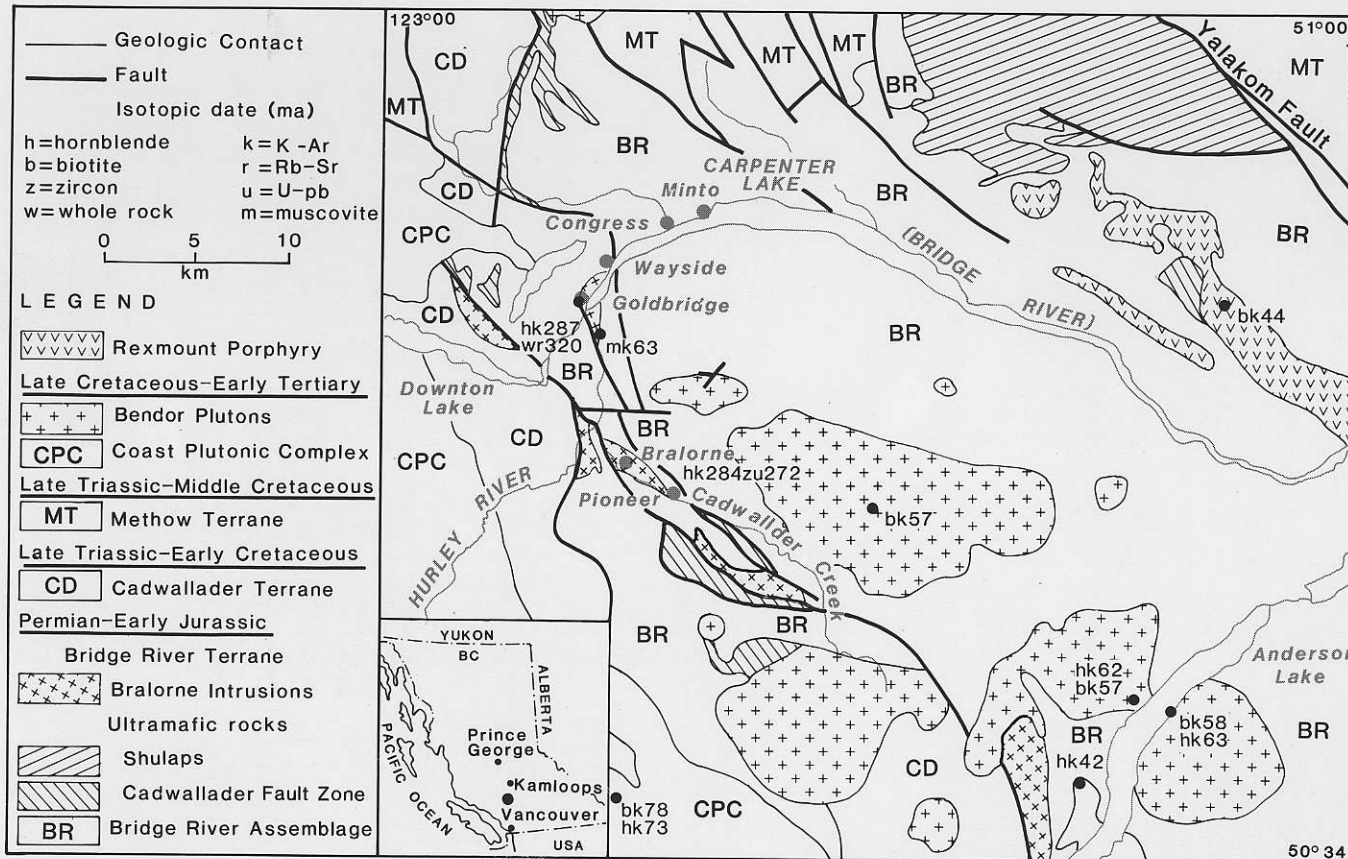 Geologic Contact
Fault
Isotopic date (ma)
h=hornblende k=K-Ar
b=biotite r=Rb-Sr
z=zircon u=U-pb
w=whole rock m=muscovite
0 5 10
km
LEGEND
Rexmount Porphyry
Late Cretaceous-Early Tertiary
Bendor Plutons
CPC Coast Plutonic Complex
Late Triassic-Middle Cretaceous
MT Methow Terrane
Late Triassic-Early Cretaceous
CD Cadwallader Terrane
Permian-Early Jurassic
Bridge River Terrane
Bralorne Intrusions
Ultramafic rocks
Shulaps
Cadwallader Fault Zone
BR Bridge River Assemblage
123°00
51°00
CD
MT
MT
MT
BR
MT
Yalakom Fault
MT
BR
CARPENTER
LAKE
BR
CD
Minto
Congress
BR
CPC
Wayside
(BRIDGE
RIVER)
Goldbridge
bk44
CD
hk287
wr320
mk63
BR
BR
Downton
Lake
CD
BR
CPC
Bralorne
hk284zu272
HURLEY RIVER
Pioneer
Cadwallder
Creek
bk57
BR
BR
YUKON
BC
ALBERTA
PACIFIC OCEAN
Prince
George
Kamloops
Vancouver
USA
bk78
hk73
CPC
CD
hk62
bk57
Anderson
Lake
bk58
hk63
BR
BR
hk42
50°34